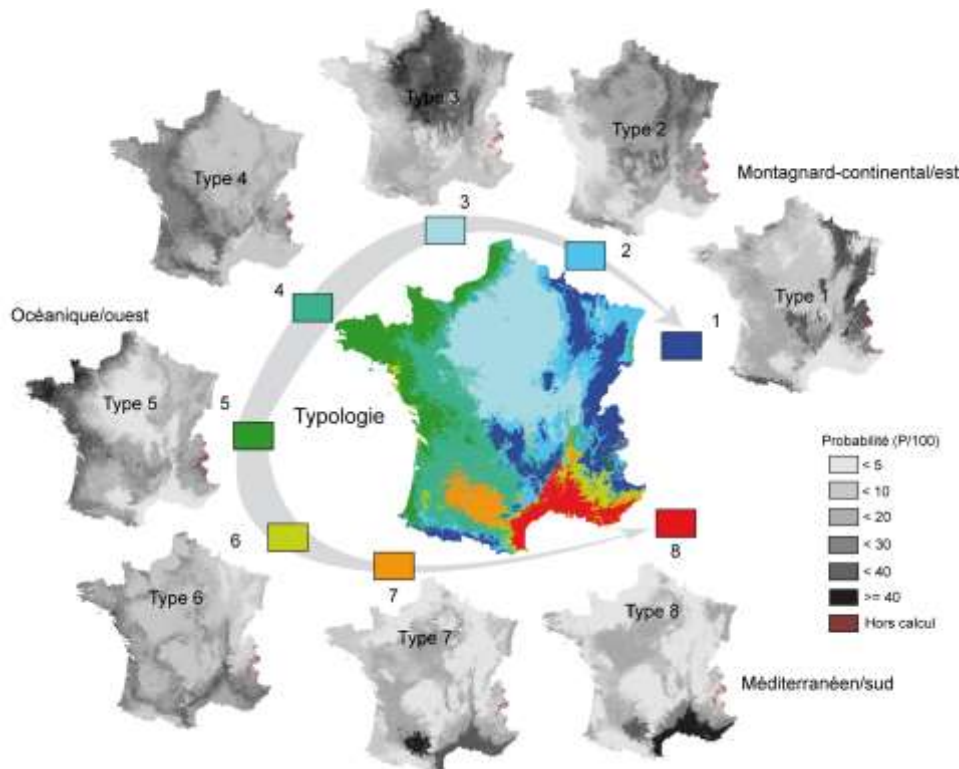 Type 3
Type 2
Type 4
Montagnard-continental/est
3
2
Type 1
4
1
Océanique/ouest
Type 5
5
Typologie
Probabilité (P/100)
< 5
< 10
< 20
< 30
< 40
>= 40
Hors calcul
6
8
7
Type 6
Type 7
Type 8
Méditerranéen/sud